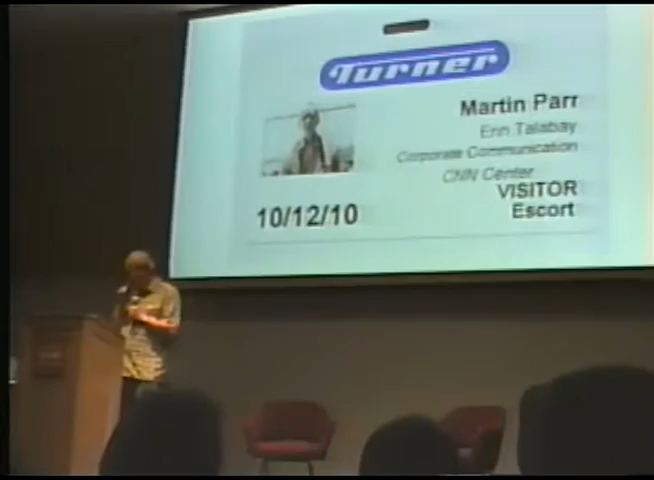 Turner
Martin Parr
Erin Talabay
Corporate Communication
CNN Center
VISITOR
10/12/10
Escort